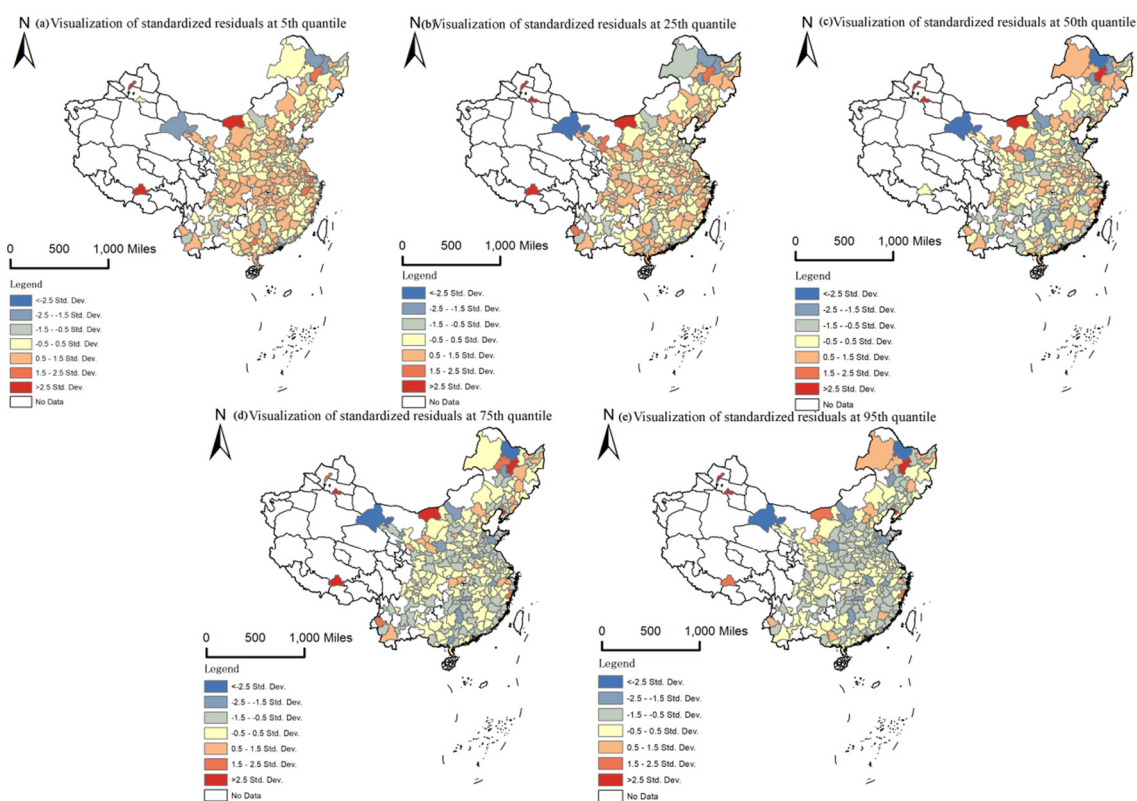 N
(a) Visualization of standardized residuals at 5th quantile
0 500 1,000 Miles
Legend
<-2.5 Std. Dev.
-2.5 - -1.5 Std. Dev.
-1.5 - -0.5 Std. Dev.
-0.5 - 0.5 Std. Dev.
0.5 - 1.5 Std. Dev.
1.5 - 2.5 Std. Dev.
>2.5 Std. Dev.
No Data
N
(b) Visualization of standardized residuals at 25th quantile
0 500 1,000 Miles
Legend
<-2.5 Std. Dev.
-2.5 - -1.5 Std. Dev.
-1.5 - -0.5 Std. Dev.
-0.5 - 0.5 Std. Dev.
0.5 - 1.5 Std. Dev.
1.5 - 2.5 Std. Dev.
>2.5 Std. Dev.
No Data
N
(c) Visualization of standardized residuals at 50th quantile
0 500 1,000 Miles
Legend
<-2.5 Std. Dev.
-2.5 - -1.5 Std. Dev.
-1.5 - -0.5 Std. Dev.
-0.5 - 0.5 Std. Dev.
0.5 - 1.5 Std. Dev.
1.5 - 2.5 Std. Dev.
>2.5 Std. Dev.
No Data
N
(d) Visualization of standardized residuals at 75th quantile
0 500 1,000 Miles
Legend
<-2.5 Std. Dev.
-2.5 - -1.5 Std. Dev.
-1.5 - -0.5 Std. Dev.
-0.5 - 0.5 Std. Dev.
0.5 - 1.5 Std. Dev.
1.5 - 2.5 Std. Dev.
>2.5 Std. Dev.
No Data
N
(e) Visualization of standardized residuals at 95th quantile
0 500 1,000 Miles
Legend
<-2.5 Std. Dev.
-2.5 - -1.5 Std. Dev.
-1.5 - -0.5 Std. Dev.
-0.5 - 0.5 Std. Dev.
0.5 - 1.5 Std. Dev.
1.5 - 2.5 Std. Dev.
>2.5 Std. Dev.
No Data